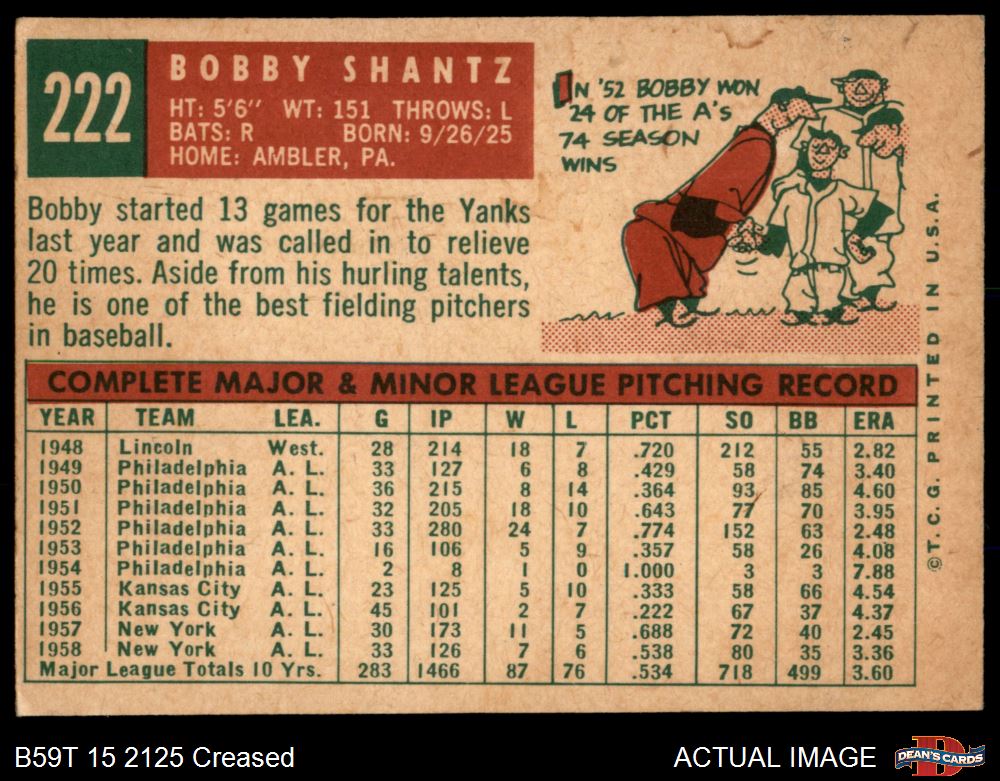 222
BOBBY SHANTZ
HT: 5'6" WT: 151 THROWS: L
BATS: R BORN: 9/26/25
HOME: AMBLER, PA.
IN '52 BOBBY WON
24 OF THE A'S
74 SEASON
WINS
Bobby started 13 games for the Yanks
last year and was called in to relieve
20 times. Aside from his hurling talents,
he is one of the best fielding pitchers
in baseball.
COMPLETE MAJOR & MINOR LEAGUE PITCHING RECORD
YEAR TEAM LEA. G IP W L PCT SO BB ERA
1948 Lincoln West. 28 214 18 7 .720 212 55 2.82
1949 Philadelphia A. L. 33 127 6 8 .429 58 74 3.40
1950 Philadelphia A. L. 36 215 8 14 .364 93 85 4.60
1951 Philadelphia A. L. 32 205 18 10 .643 77 70 3.95
1952 Philadelphia A. L. 33 280 24 7 .774 152 63 2.48
1953 Philadelphia A. L. 16 106 5 9 .357 58 26 4.08
1954 Philadelphia A. L. 2 8 1 0 1.000 3 3 7.88
1955 Kansas City A. L. 23 125 5 10 .333 58 66 4.54
1956 Kansas City A. L. 45 101 2 7 .222 67 37 4.37
1957 New York A. L. 30 173 11 5 .688 72 40 2.45
1958 New York A. L. 33 126 7 6 .538 80 35 3.36
Major League Totals 10 Yrs. 283 1466 87 76 .534 718 499 3.60
©T.C.G. PRINTED IN U.S.A.
B59T 15 2125 Creased
ACTUAL IMAGE
DEAN'S CARDS